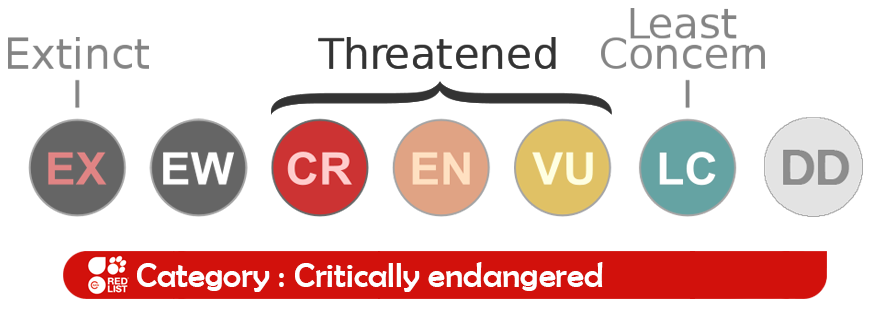 Extinct
Threatened
Least
Concern
EX EW CR EN VU LC DD
RED
LIST
Category : Critically endangered